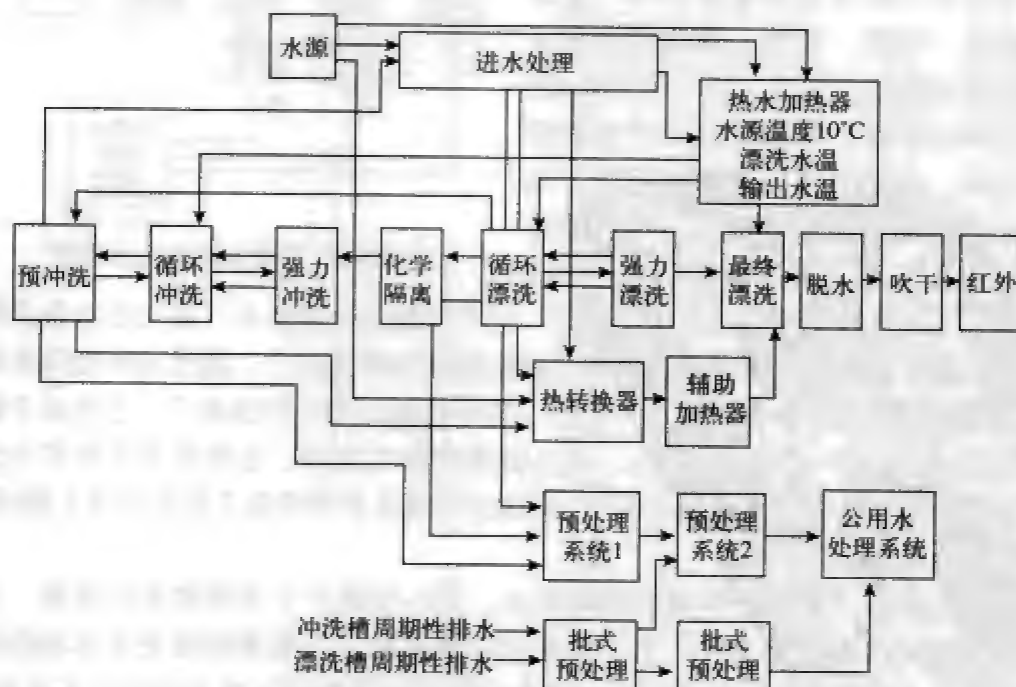 水源
进水处理
热水加热器
水源温度10℃
漂洗水温
输出水温
预冲洗
循环
冲洗
强力
冲洗
化学
隔离
循环
漂洗
强力
漂洗
最终
漂洗
脱水
吹干
红外
热转换器
辅助
加热器
预处理
系统1
预处理
系统2
公用水
处理系统
冲洗槽周期性排水
漂洗槽周期性排水
批式
预处理
批式
预处理